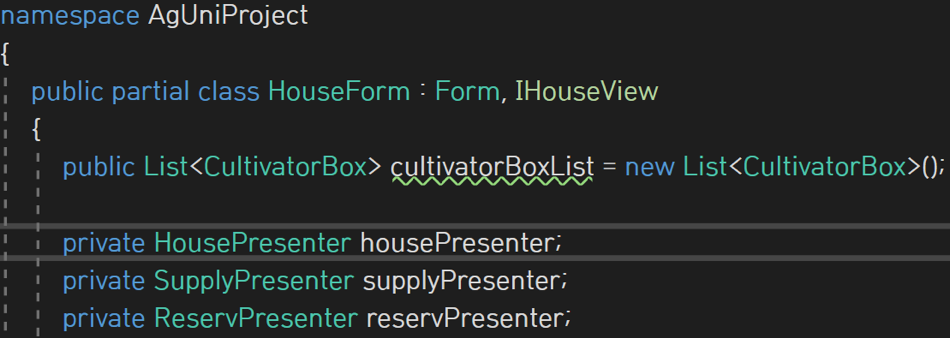 namespace AgUniProject
{
public partial class HouseForm : Form, IHouseView
{
public List<CultivatorBox> cultivatorBoxList = new List<CultivatorBox>();
private HousePresenter housePresenter;
private SupplyPresenter supplyPresenter;
private ReservPresenter reservPresenter;